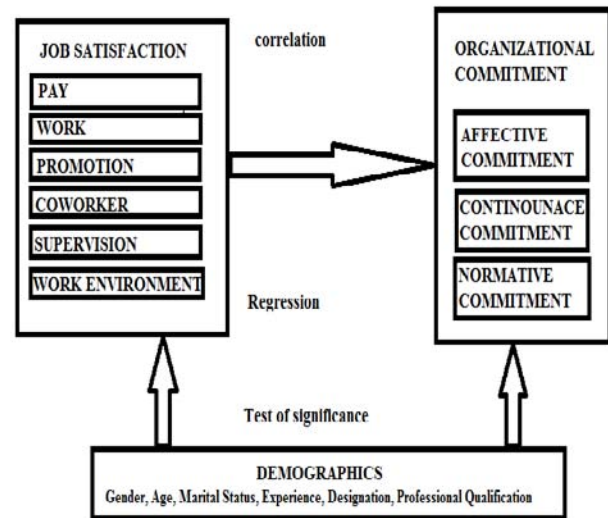 JOB SATISFACTION
PAY
WORK
PROMOTION
COWORKER
SUPERVISION
WORK ENVIRONMENT
correlation
Regression
ORGANIZATIONAL
COMMITMENT
AFFECTIVE
COMMITMENT
CONTINOUNACE
COMMITMENT
NORMATIVE
COMMITMENT
Test of significance
DEMOGRAPHICS
Gender, Age, Marital Status, Experience, Designation, Professional Qualification